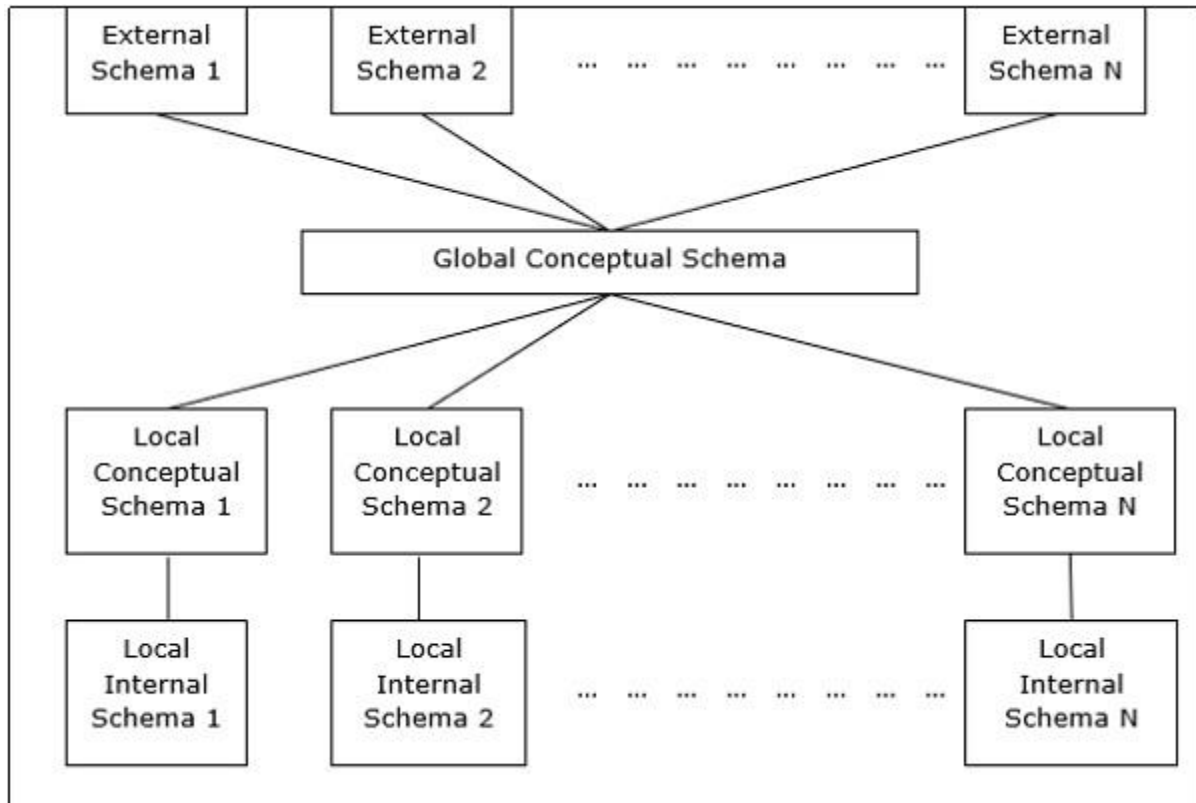 External
Schema 1
External
Schema 2
... ... ... ... ... ... ... ...
External
Schema N
Global Conceptual Schema
Local
Conceptual
Schema 1
Local
Conceptual
Schema 2
... ... ... ... ... ... ... ...
Local
Conceptual
Schema N
Local
Internal
Schema 1
Local
Internal
Schema 2
... ... ... ... ... ... ... ...
Local
Internal
Schema N